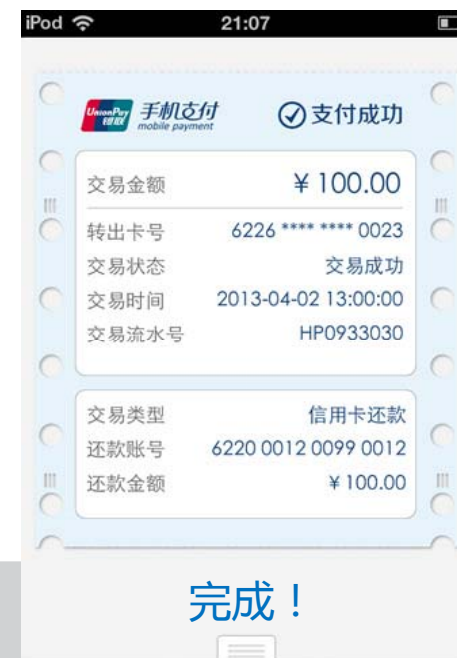 iPod 21:07
UnionPay 银联 手机支付 mobile payment 支付成功
交易金额 ¥ 100.00
转出卡号 6226 **** **** 0023
交易状态 交易成功
交易时间 2013-04-02 13:00:00
交易流水号 HP0933030
交易类型 信用卡还款
还款账号 6220 0012 0099 0012
还款金额 ¥ 100.00
完成！